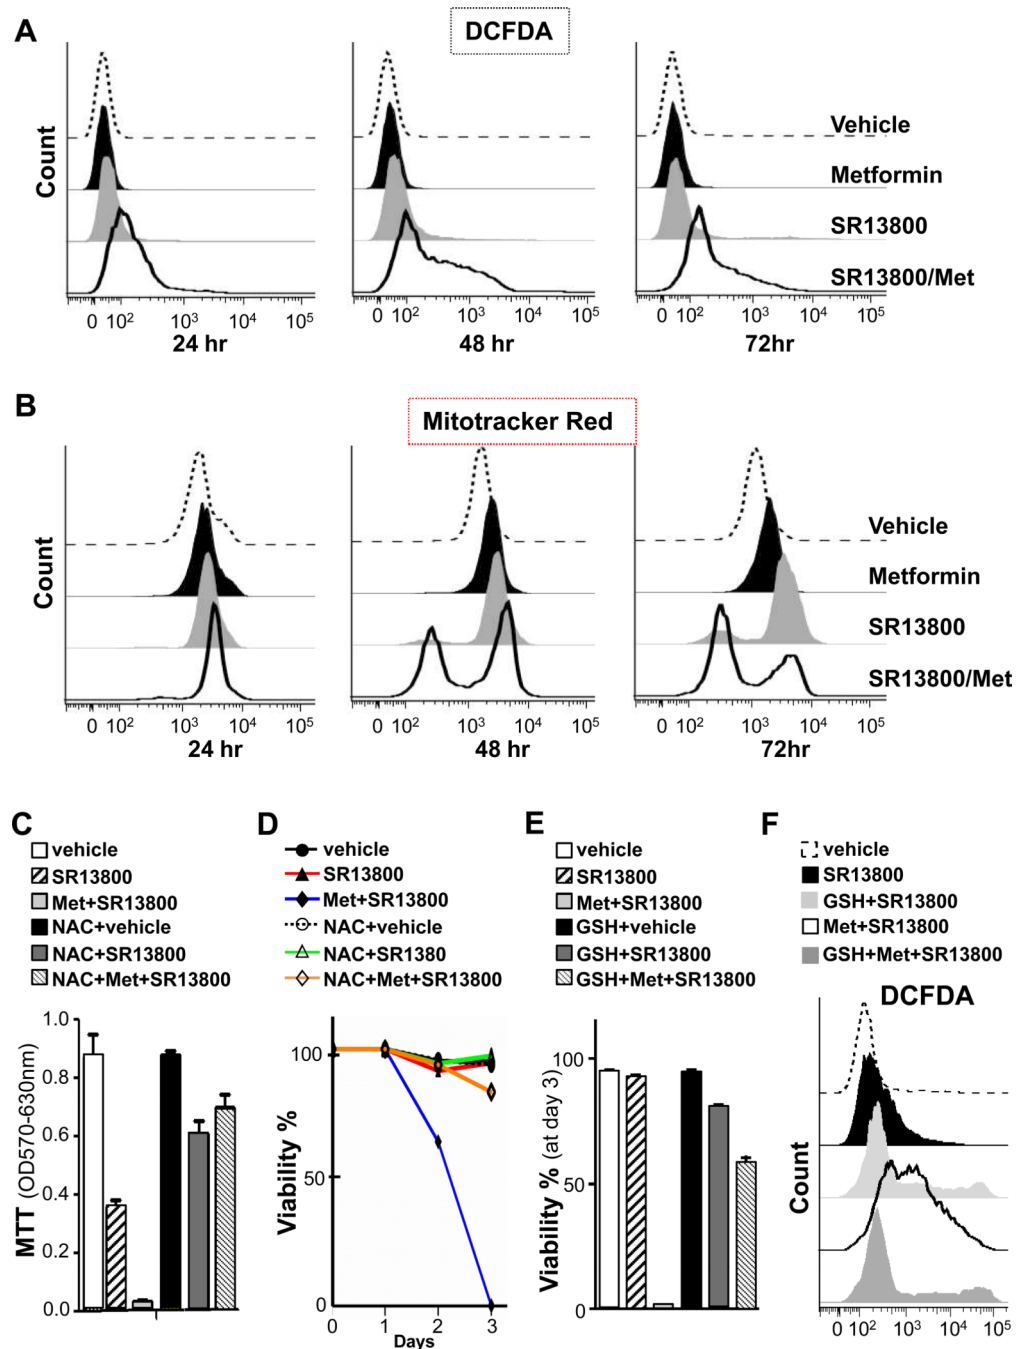 A
DCFDA
Count
Vehicle
Metformin
SR13800
SR13800/Met
0 10² 10³ 10⁴ 10⁵
0 10² 10³ 10⁴ 10⁵
0 10² 10³ 10⁴ 10⁵
24 hr
48 hr
72hr
B
Mitotracker Red
Count
Vehicle
Metformin
SR13800
SR13800/Met
0 10² 10³ 10⁴ 10⁵
0 10² 10³ 10⁴ 10⁵
0 10² 10³ 10⁴ 10⁵
24 hr
48 hr
72hr
C
vehicle
SR13800
Met+SR13800
NAC+vehicle
NAC+SR13800
NAC+Met+SR13800
MTT (OD570-630nm)
1.0
0.8
0.6
0.4
0.2
0.0
D
vehicle
SR13800
Met+SR13800
NAC+vehicle
NAC+SR1380
NAC+Met+SR13800
Viability %
100
50
0
0 1 2 3
Days
E
vehicle
SR13800
Met+SR13800
GSH+vehicle
GSH+SR13800
GSH+Met+SR13800
Viability % (at day 3)
100
50
0
F
vehicle
SR13800
GSH+SR13800
Met+SR13800
GSH+Met+SR13800
DCFDA
Count
0 10² 10³ 10⁴ 10⁵